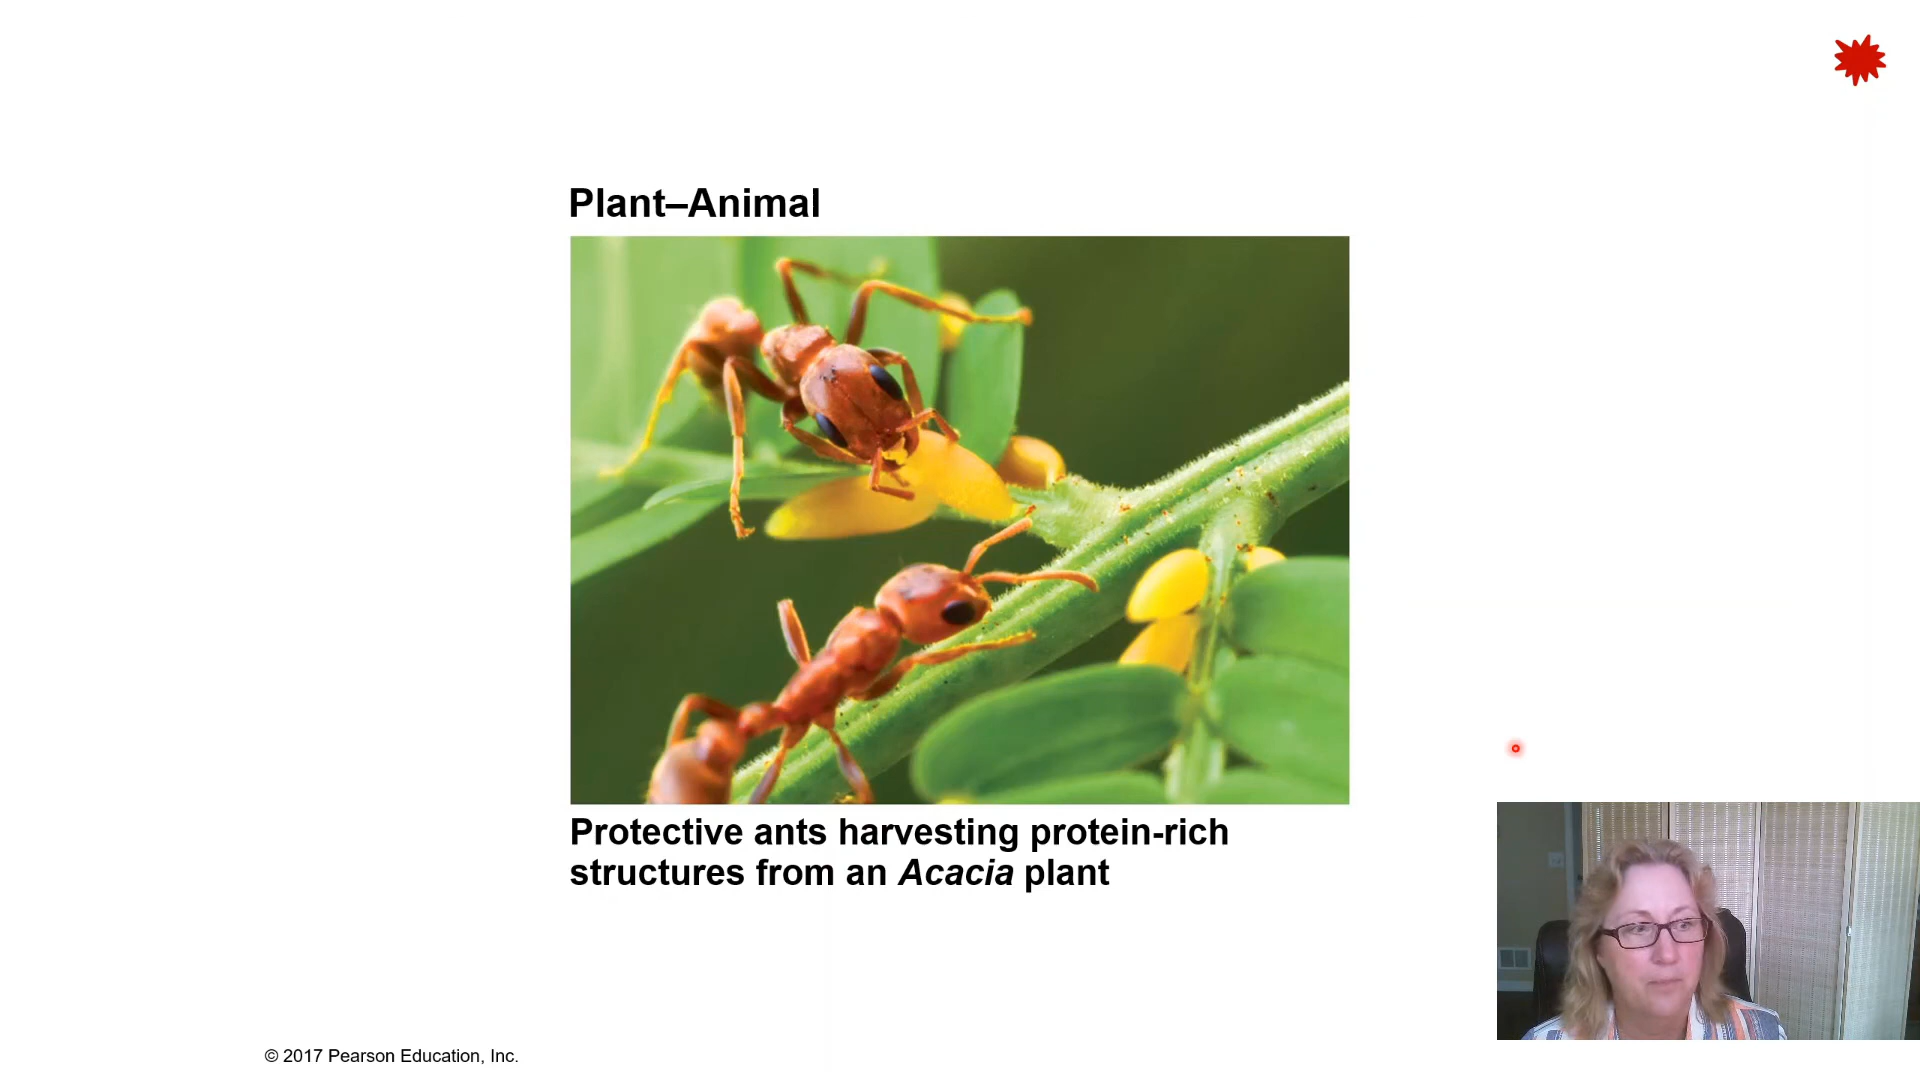 Plant–Animal
Protective ants harvesting protein-rich
structures from an Acacia plant
© 2017 Pearson Education, Inc.